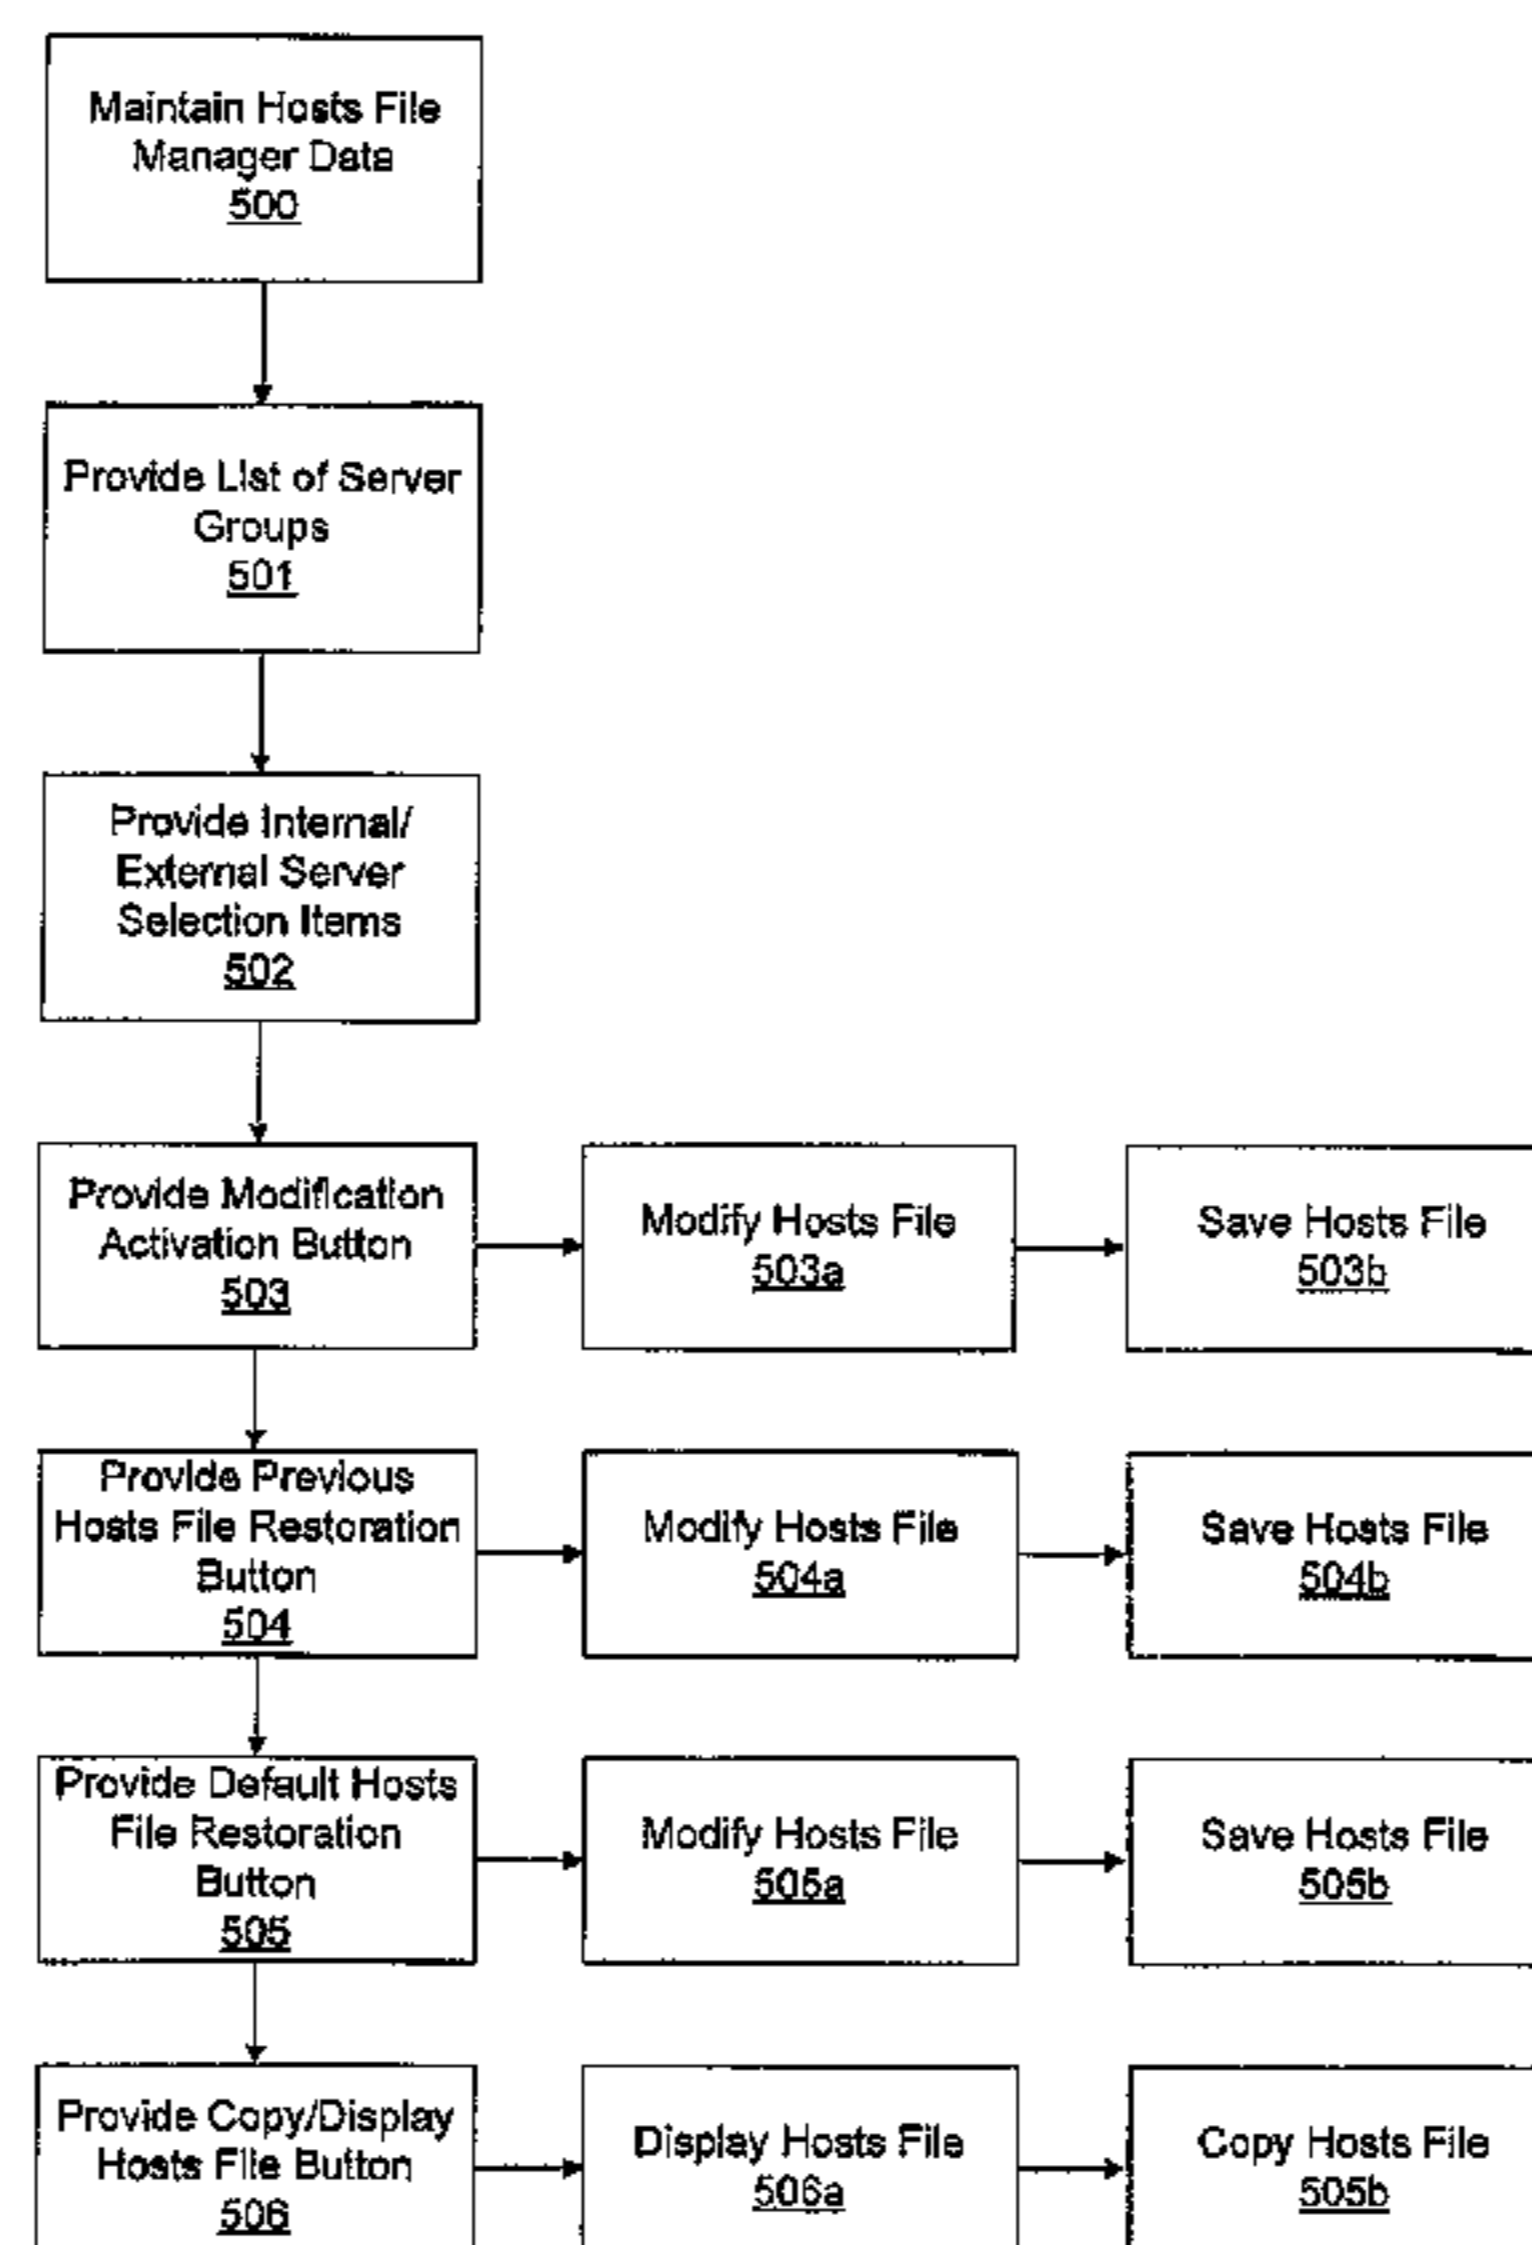 Maintain Hosts File
Manager Data
500
Provide List of Server
Groups
501
Provide Internal/
External Server
Selection Items
502
Provide Modification
Activation Button
503
Modify Hosts File
503a
Save Hosts File
503b
Provide Previous
Hosts File Restoration
Button
504
Modify Hosts File
504a
Save Hosts File
504b
Provide Default Hosts
File Restoration
Button
505
Modify Hosts File
505a
Save Hosts File
505b
Provide Copy/Display
Hosts File Button
506
Display Hosts File
506a
Copy Hosts File
505b